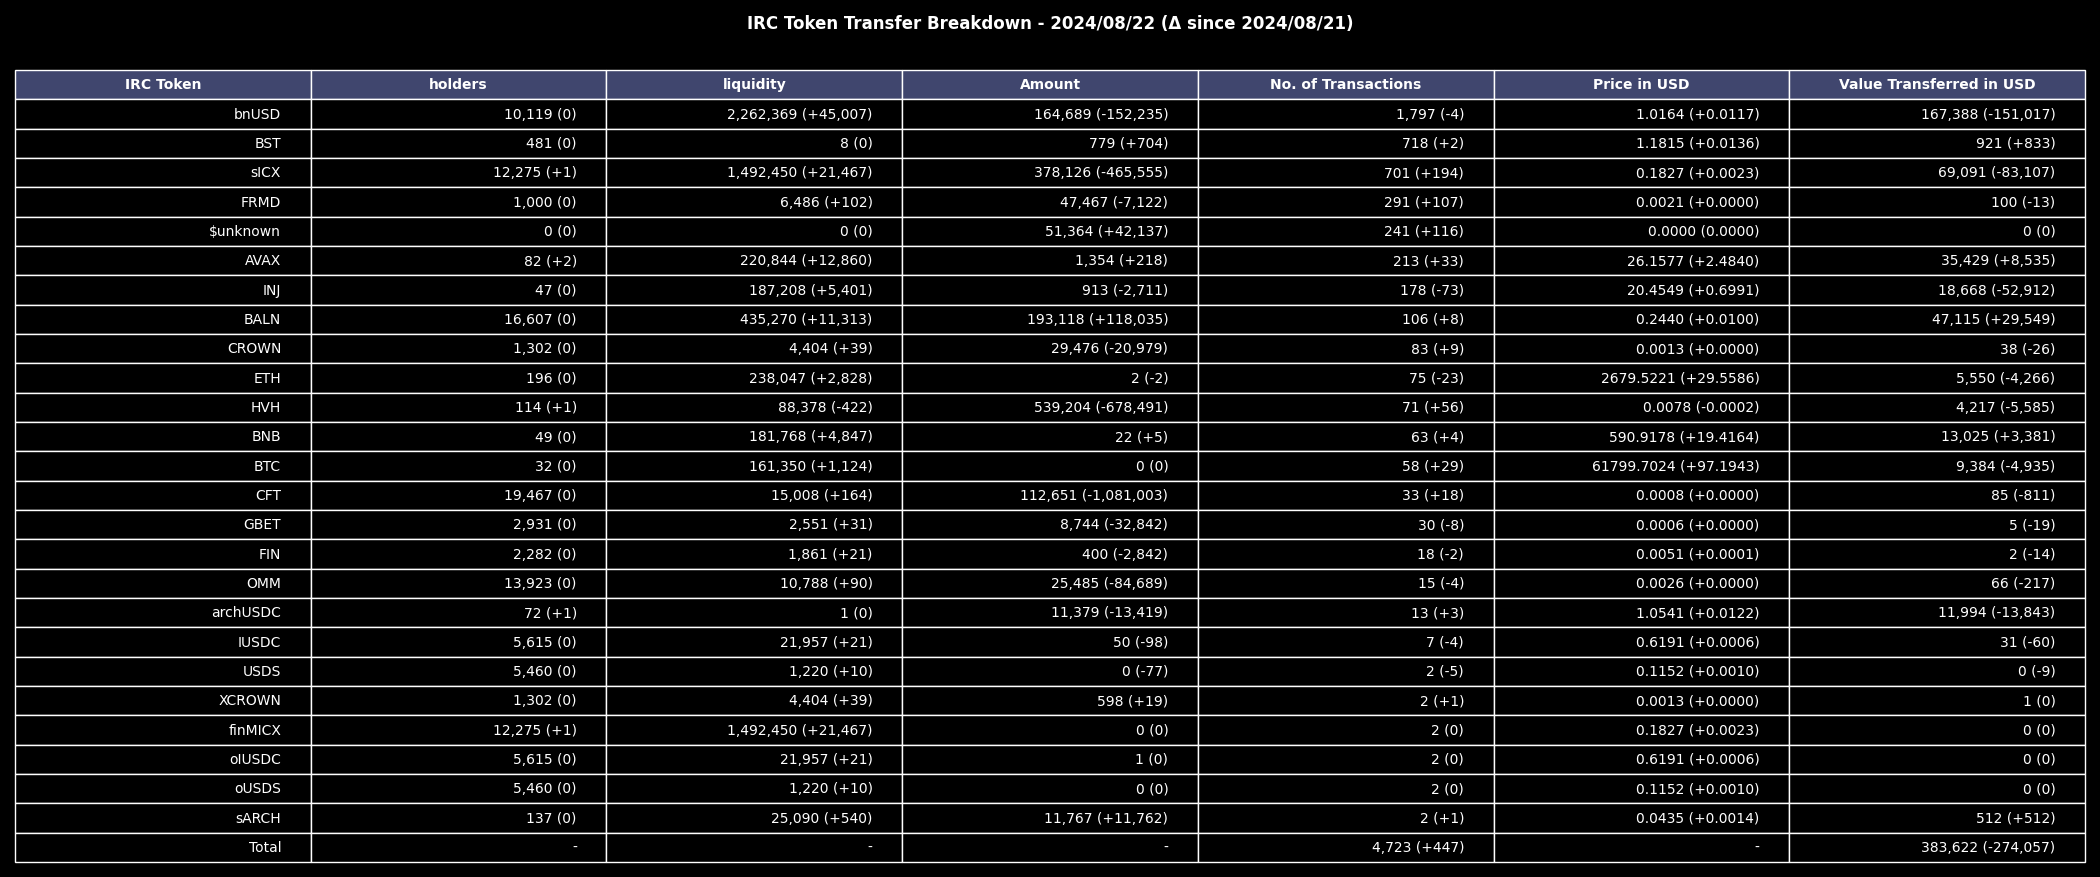 IRC Token Transfer Breakdown - 2024/08/22 (Δ since 2024/08/21)
IRC Token holders liquidity Amount No. of Transactions Price in USD Value Transferred in USD
bnUSD 10,119 (0) 2,262,369 (+45,007) 164,689 (-152,235) 1,797 (-4) 1.0164 (+0.0117) 167,388 (-151,017)
BST 481 (0) 8 (0) 779 (+704) 718 (+2) 1.1815 (+0.0136) 921 (+833)
sICX 12,275 (+1) 1,492,450 (+21,467) 378,126 (-465,555) 701 (+194) 0.1827 (+0.0023) 69,091 (-83,107)
FRMD 1,000 (0) 6,486 (+102) 47,467 (-7,122) 291 (+107) 0.0021 (+0.0000) 100 (-13)
$unknown 0 (0) 0 (0) 51,364 (+42,137) 241 (+116) 0.0000 (0.0000) 0 (0)
AVAX 82 (+2) 220,844 (+12,860) 1,354 (+218) 213 (+33) 26.1577 (+2.4840) 35,429 (+8,535)
INJ 47 (0) 187,208 (+5,401) 913 (-2,711) 178 (-73) 20.4549 (+0.6991) 18,668 (-52,912)
BALN 16,607 (0) 435,270 (+11,313) 193,118 (+118,035) 106 (+8) 0.2440 (+0.0100) 47,115 (+29,549)
CROWN 1,302 (0) 4,404 (+39) 29,476 (-20,979) 83 (+9) 0.0013 (+0.0000) 38 (-26)
ETH 196 (0) 238,047 (+2,828) 2 (-2) 75 (-23) 2679.5221 (+29.5586) 5,550 (-4,266)
HVH 114 (+1) 88,378 (-422) 539,204 (-678,491) 71 (+56) 0.0078 (-0.0002) 4,217 (-5,585)
BNB 49 (0) 181,768 (+4,847) 22 (+5) 63 (+4) 590.9178 (+19.4164) 13,025 (+3,381)
BTC 32 (0) 161,350 (+1,124) 0 (0) 58 (+29) 61799.7024 (+97.1943) 9,384 (-4,935)
CFT 19,467 (0) 15,008 (+164) 112,651 (-1,081,003) 33 (+18) 0.0008 (+0.0000) 85 (-811)
GBET 2,931 (0) 2,551 (+31) 8,744 (-32,842) 30 (-8) 0.0006 (+0.0000) 5 (-19)
FIN 2,282 (0) 1,861 (+21) 400 (-2,842) 18 (-2) 0.0051 (+0.0001) 2 (-14)
OMM 13,923 (0) 10,788 (+90) 25,485 (-84,689) 15 (-4) 0.0026 (+0.0000) 66 (-217)
archUSDC 72 (+1) 1 (0) 11,379 (-13,419) 13 (+3) 1.0541 (+0.0122) 11,994 (-13,843)
IUSDC 5,615 (0) 21,957 (+21) 50 (-98) 7 (-4) 0.6191 (+0.0006) 31 (-60)
USDS 5,460 (0) 1,220 (+10) 0 (-77) 2 (-5) 0.1152 (+0.0010) 0 (-9)
XCROWN 1,302 (0) 4,404 (+39) 598 (+19) 2 (+1) 0.0013 (+0.0000) 1 (0)
finMICX 12,275 (+1) 1,492,450 (+21,467) 0 (0) 2 (0) 0.1827 (+0.0023) 0 (0)
oIUSDC 5,615 (0) 21,957 (+21) 1 (0) 2 (0) 0.6191 (+0.0006) 0 (0)
oUSDS 5,460 (0) 1,220 (+10) 0 (0) 2 (0) 0.1152 (+0.0010) 0 (0)
sARCH 137 (0) 25,090 (+540) 11,767 (+11,762) 2 (+1) 0.0435 (+0.0014) 512 (+512)
Total - - - 4,723 (+447) - 383,622 (-274,057)